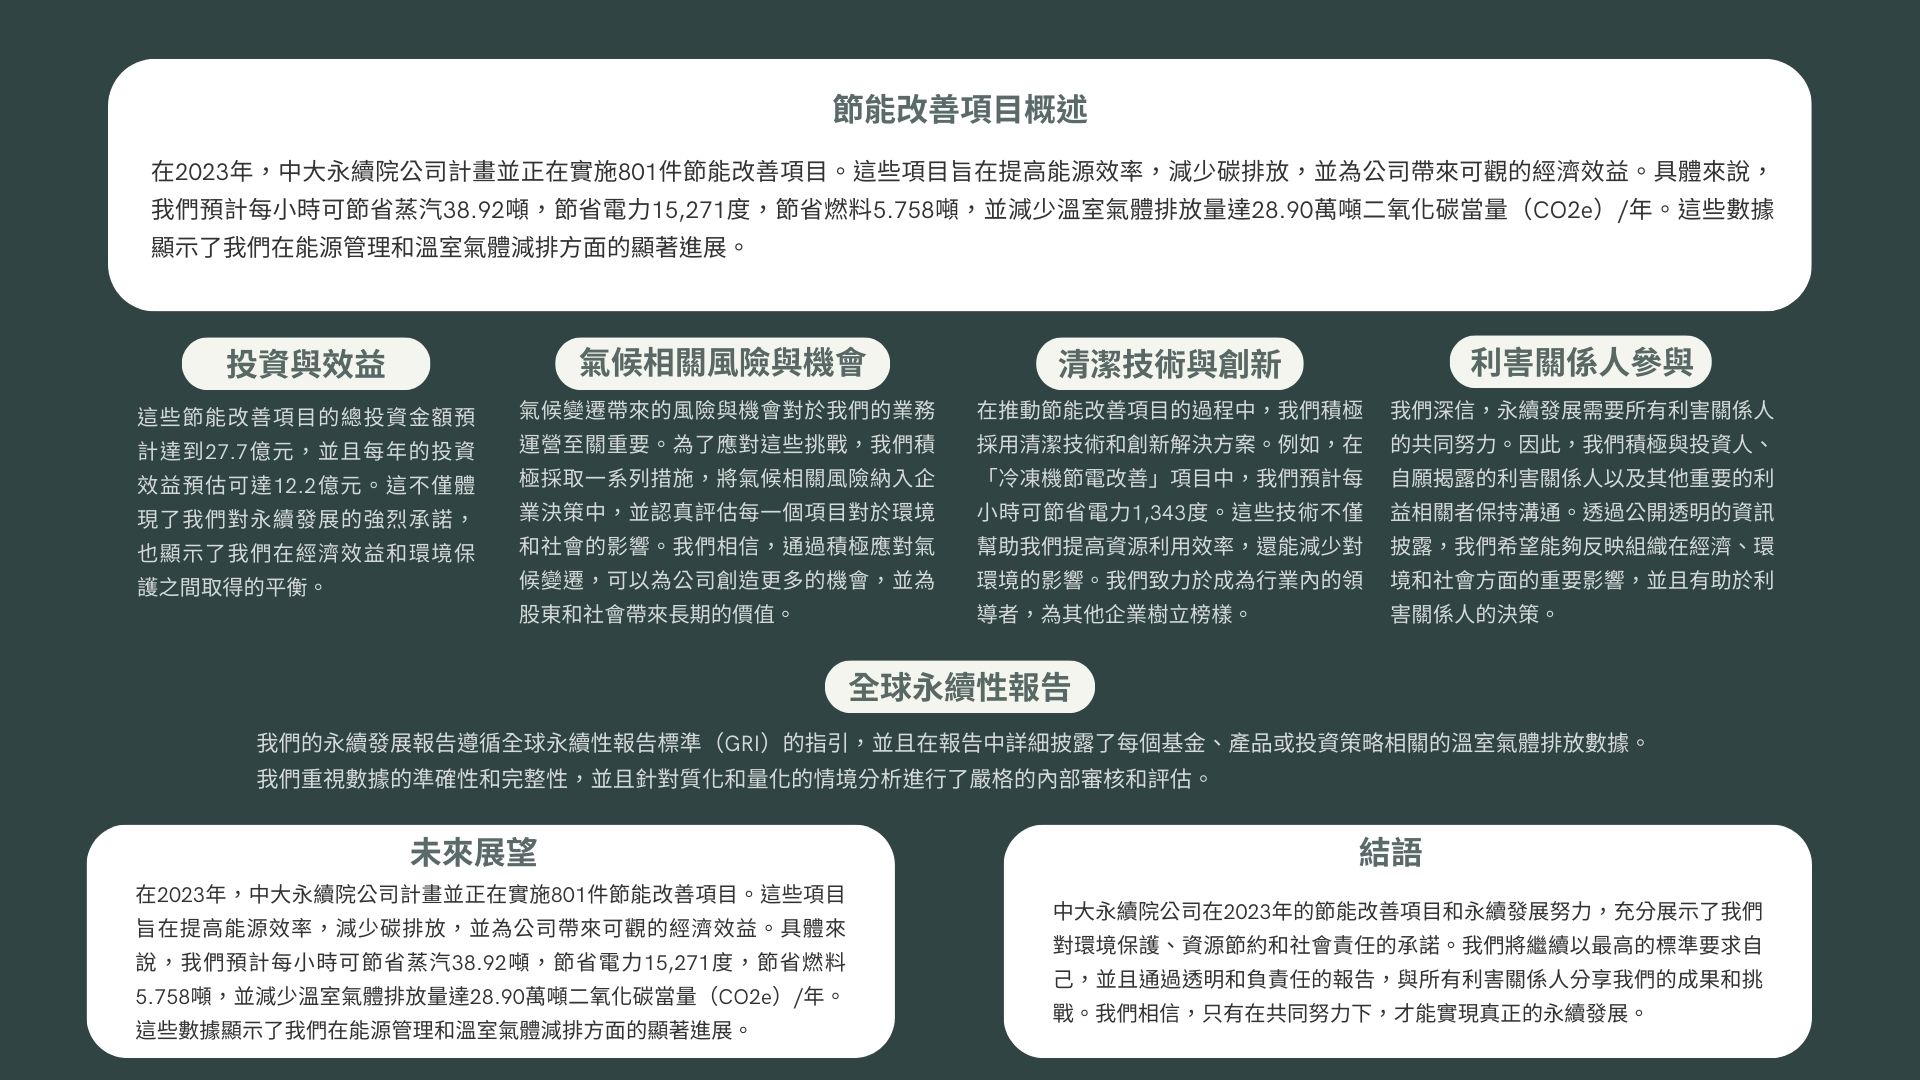 節能改善項目概述
在2023年，中大永續院公司計畫並正在實施801件節能改善項目。這些項目旨在提高能源效率，減少碳排放，並為公司帶來可觀的經濟效益。具體來說，
我們預計每小時可節省蒸汽38.92噸，節省電力15,271度，節省燃料5.758噸，並減少溫室氣體排放量達28.90萬噸二氧化碳當量（CO2e）/年。這些數據
顯示了我們在能源管理和溫室氣體減排方面的顯著進展。
投資與效益
這些節能改善項目的總投資金額預
計達到27.7億元，並且每年的投資
效益預估可達12.2億元。這不僅體
現了我們對永續發展的強烈承諾，
也顯示了我們在經濟效益和環境保
護之間取得的平衡。
氣候相關風險與機會
氣候變遷帶來的風險與機會對於我們的業務
運營至關重要。為了應對這些挑戰，我們積
極採取一系列措施，將氣候相關風險納入企
業決策中，並認真評估每一個項目對於環境
和社會的影響。我們相信，通過積極應對氣
候變遷，可以為公司創造更多的機會，並為
股東和社會帶來長期的價值。
清潔技術與創新
在推動節能改善項目的過程中，我們積極
採用清潔技術和創新解決方案。例如，在
「冷凍機節電改善」項目中，我們預計每
小時可節省電力1,343度。這些技術不僅
幫助我們提高資源利用效率，還能減少對
環境的影響。我們致力於成為行業內的領
導者，為其他企業樹立榜樣。
利害關係人參與
我們深信，永續發展需要所有利害關係人
的共同努力。因此，我們積極與投資人、
自願揭露的利害關係人以及其他重要的利
益相關者保持溝通。透過公開透明的資訊
披露，我們希望能夠反映組織在經濟、環
境和社會方面的重要影響，並且有助於利
害關係人的決策。
全球永續性報告
我們的永續發展報告遵循全球永續性報告標準（GRI）的指引，並且在報告中詳細披露了每個基金、產品或投資策略相關的溫室氣體排放數據。
我們重視數據的準確性和完整性，並且針對質化和量化的情境分析進行了嚴格的內部審核和評估。
未來展望
在2023年，中大永續院公司計畫並正在實施801件節能改善項目。這些項目
旨在提高能源效率，減少碳排放，並為公司帶來可觀的經濟效益。具體來
說，我們預計每小時可節省蒸汽38.92噸，節省電力15,271度，節省燃料
5.758噸，並減少溫室氣體排放量達28.90萬噸二氧化碳當量（CO2e）/年。
這些數據顯示了我們在能源管理和溫室氣體減排方面的顯著進展。
結語
中大永續院公司在2023年的節能改善項目和永續發展努力，充分展示了我們
對環境保護、資源節約和社會責任的承諾。我們將繼續以最高的標準要求自
己，並且通過透明和負責任的報告，與所有利害關係人分享我們的成果和挑
戰。我們相信，只有在共同努力下，才能實現真正的永續發展。